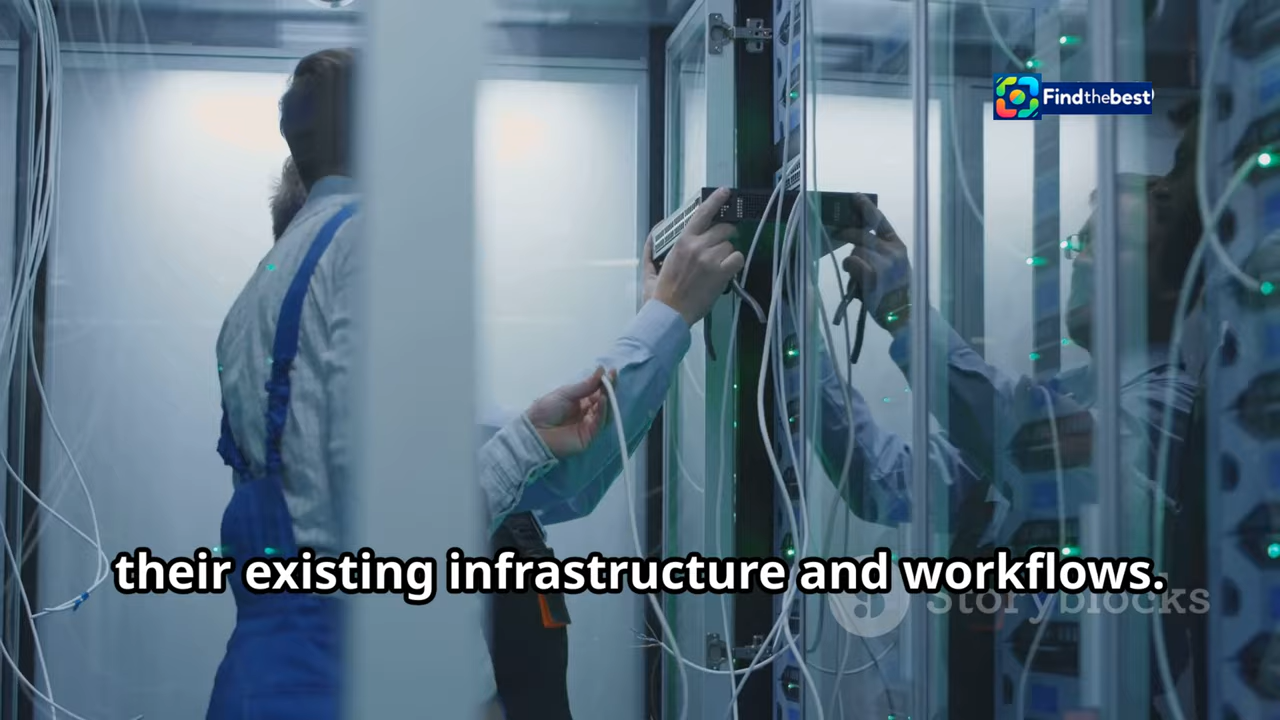 Findthebest
their existing infrastructure and workflows.
Storyblocks